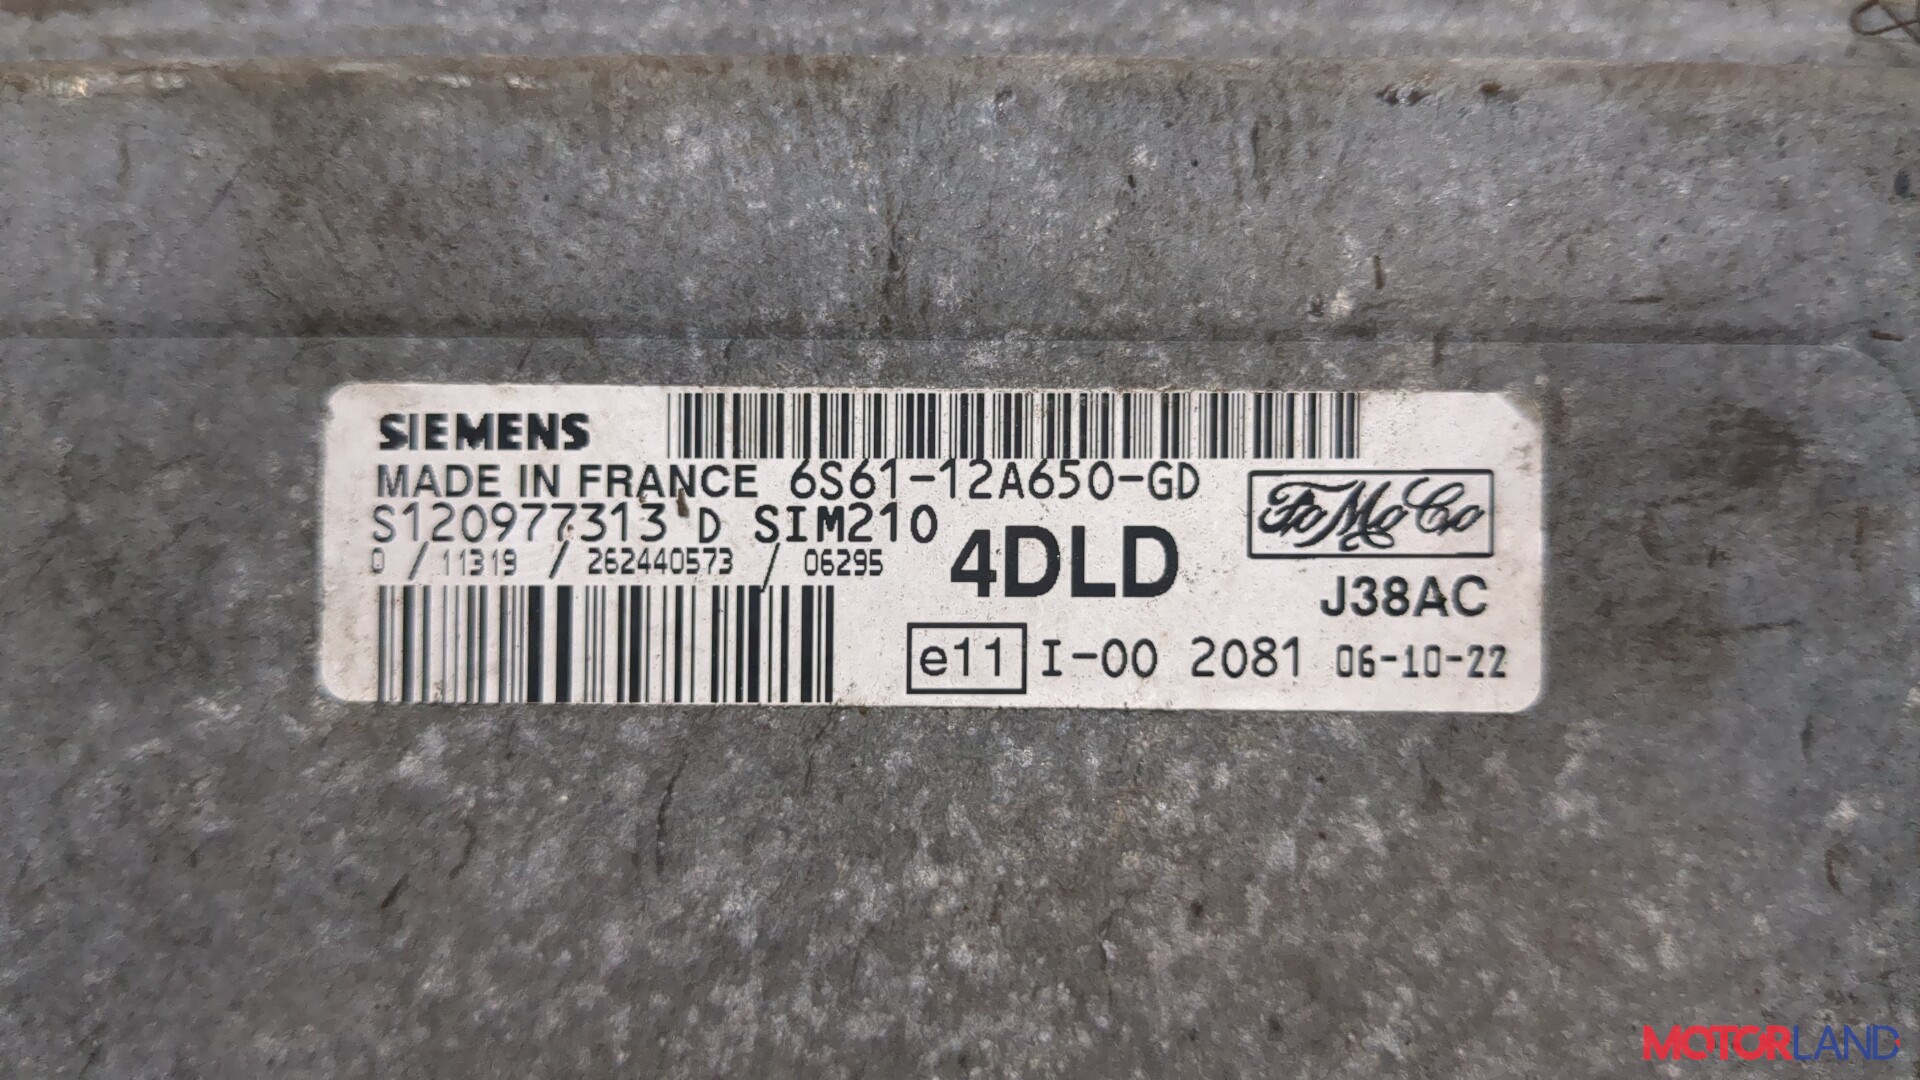 SIEMENS
MADE IN FRANCE 6S61-12A650-GD
S120977313 D SIM210
0 / 11319 / 262440573 / 06295
4DLD
FoMoCo
J38AC
e11 I-00 2081 06-10-22
MOTORLAND